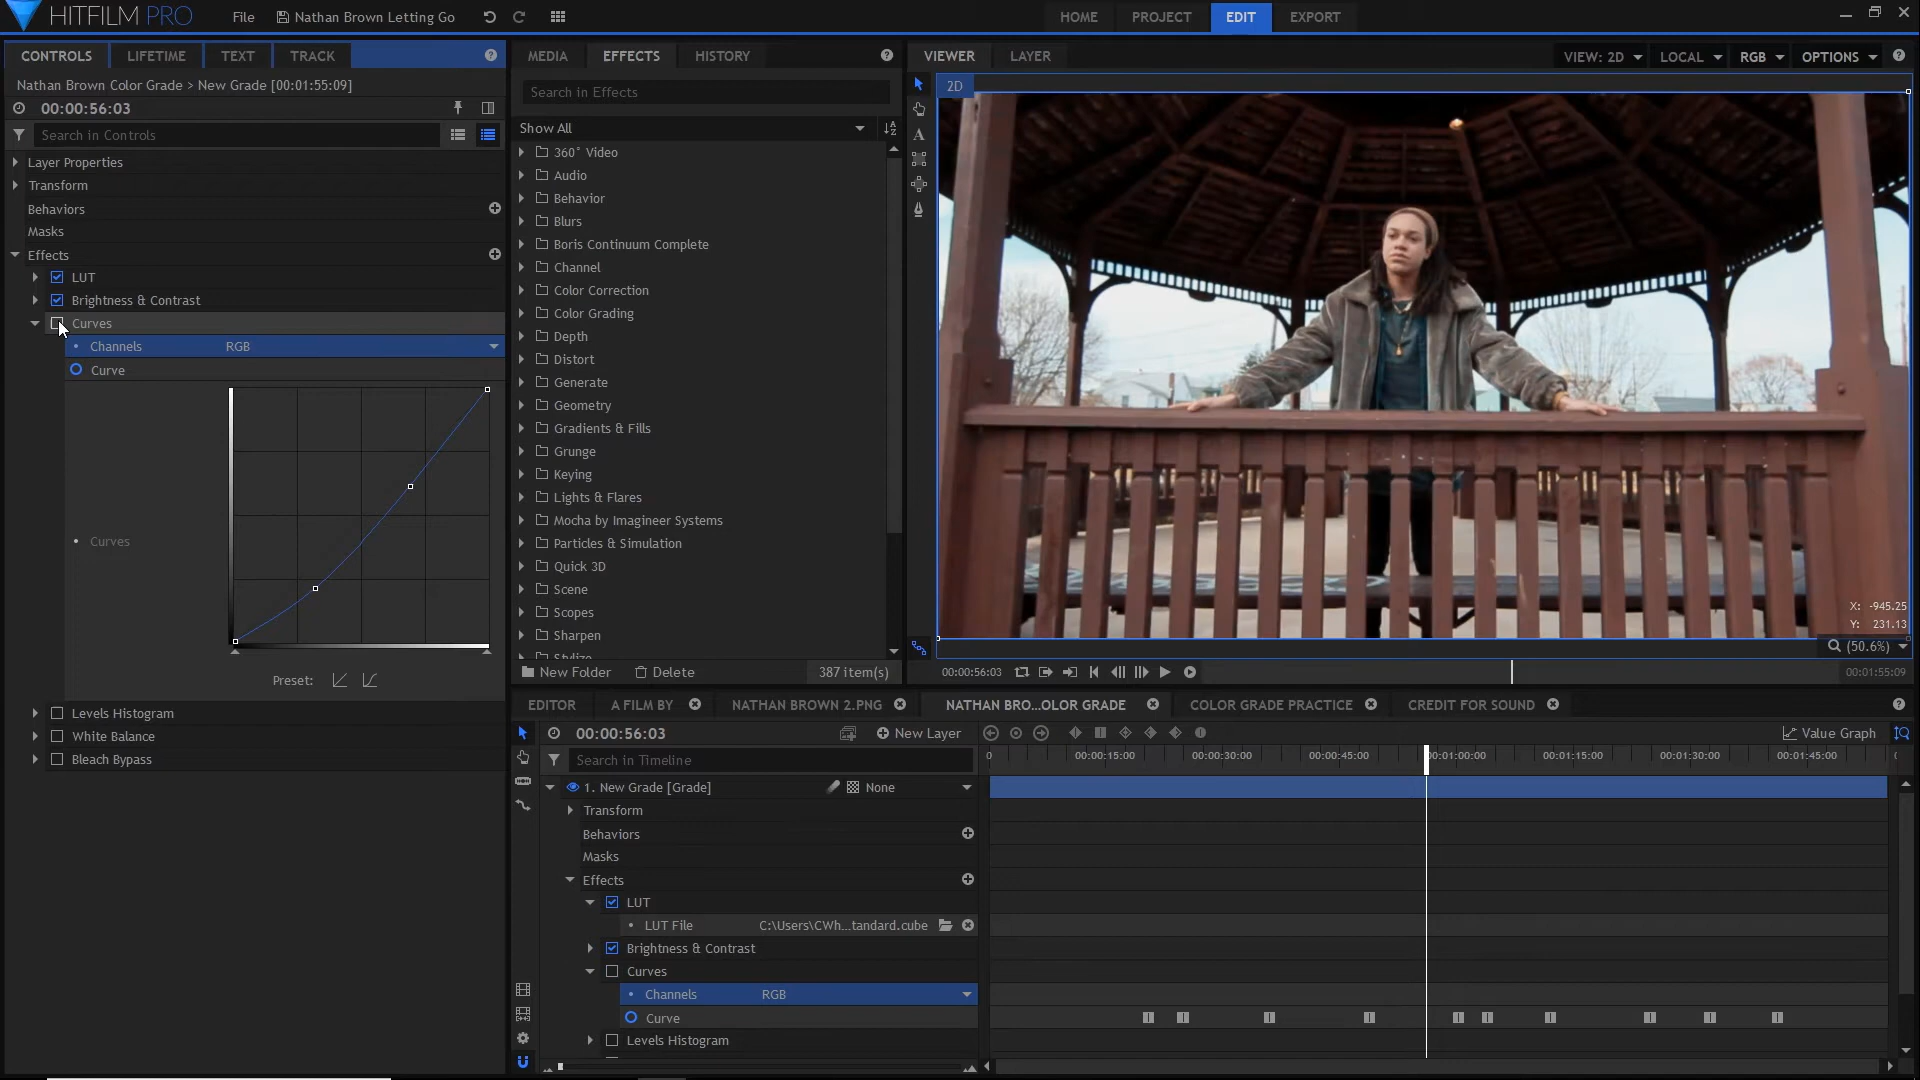 HITFILM PRO
File
Nathan Brown Letting Go
HOME
PROJECT
EDIT
EXPORT
CONTROLS
LIFETIME
TEXT
TRACK
Nathan Brown Color Grade > New Grade [00:01:55:09]
00:00:56:03
Search in Controls
Layer Properties
Transform
Behaviors
Masks
Effects
LUT
Brightness & Contrast
Curves
Channels RGB
Curve
Curves
Preset:
Levels Histogram
White Balance
Bleach Bypass
MEDIA
EFFECTS
HISTORY
Search in Effects
Show All
360° Video
Audio
Behavior
Blurs
Boris Continuum Complete
Channel
Color Correction
Color Grading
Depth
Distort
Generate
Geometry
Gradients & Fills
Grunge
Keying
Lights & Flares
Mocha by Imagineer Systems
Particles & Simulation
Quick 3D
Scene
Scopes
Sharpen
Stylize
New Folder
Delete
387 item(s)
VIEWER
LAYER
VIEW: 2D
LOCAL
RGB
OPTIONS
2D
X: -945.25
Y: 231.13
(50.6%)
00:00:56:03
00:01:55:09
EDITOR
A FILM BY
NATHAN BROWN 2.PNG
NATHAN BRO...OLOR GRADE
COLOR GRADE PRACTICE
CREDIT FOR SOUND
00:00:56:03
New Layer
Value Graph
Search in Timeline
0 00:00:15:00 00:00:30:00 00:00:45:00 00:01:00:00 00:01:15:00 00:01:30:00 00:01:45:00
1. New Grade [Grade] None
Transform
Behaviors
Masks
Effects
LUT
LUT File C:\Users\CWh...tandard.cube
Brightness & Contrast
Curves
Channels RGB
Curve
Levels Histogram